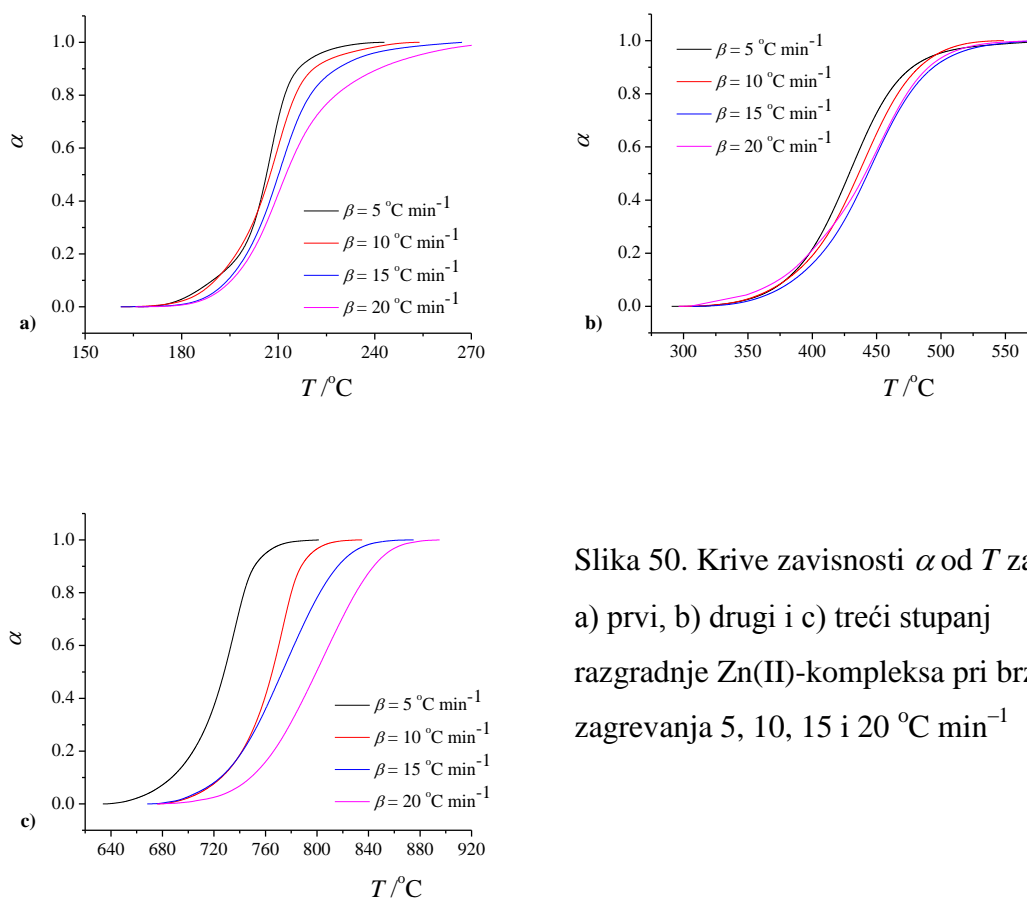 1.0
0.8
0.6
0.4
0.2
0.0
α
β = 5 °C min⁻¹
β = 10 °C min⁻¹
β = 15 °C min⁻¹
β = 20 °C min⁻¹
a)
150 180 210 240 270
T /°C
1.0
0.8
0.6
0.4
0.2
0.0
α
β = 5 °C min⁻¹
β = 10 °C min⁻¹
β = 15 °C min⁻¹
β = 20 °C min⁻¹
b)
300 350 400 450 500 550
T /°C
1.0
0.8
0.6
0.4
0.2
0.0
α
β = 5 °C min⁻¹
β = 10 °C min⁻¹
β = 15 °C min⁻¹
β = 20 °C min⁻¹
c)
640 680 720 760 800 840 880 920
T /°C
Slika 50. Krive zavisnosti α od T za
a) prvi, b) drugi i c) treći stupanj
razgradnje Zn(II)-kompleksa pri
zagrevanja 5, 10, 15 i 20 °C min⁻¹